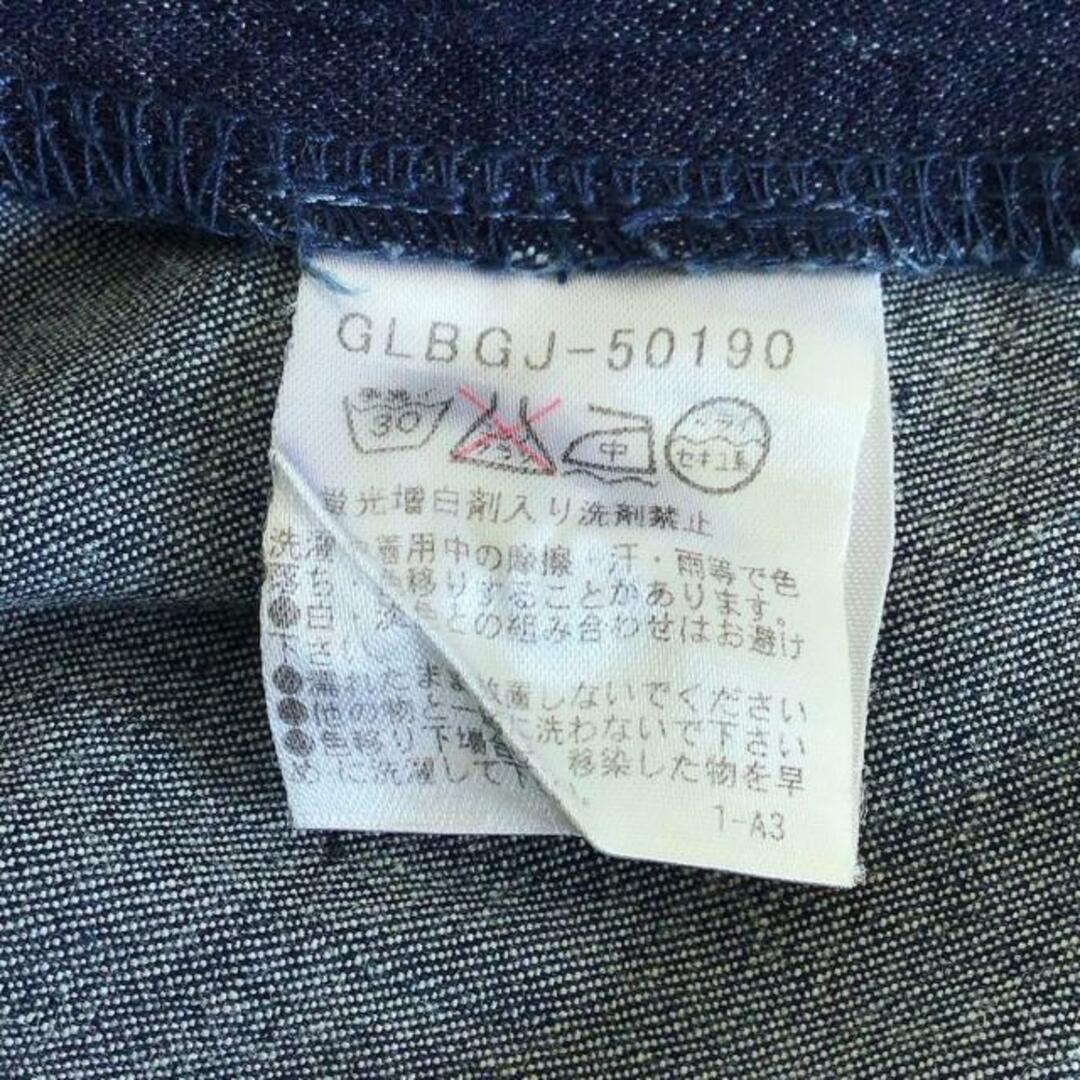 GLBGJ-50190
30 中 ドライ
セキユ系
蛍光増白剤入り洗剤禁止
洗濯 着用中の摩擦 汗・雨等で色
落ち 色移りすることがあります。
●白・淡色との組み合わせはお避け
下さい
●濡れたまま放置しないでください
●他の物と一緒に洗わないで下さい
●色移り下場合 移染した物を早
めに洗濯して下
1-A3